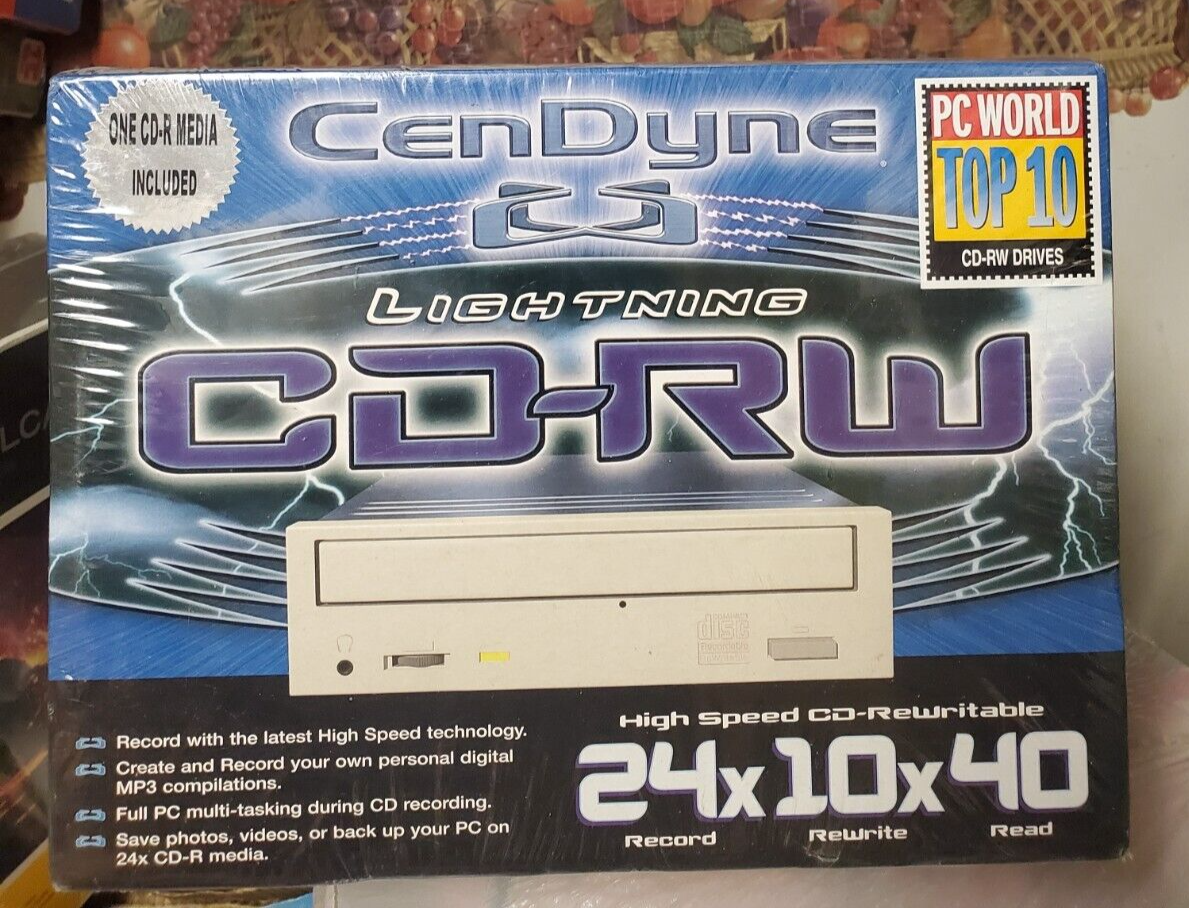 ONE CD-R MEDIA
INCLUDED
CenDyne
PC WORLD
TOP 10
CD-RW DRIVES
LIGHTNING
CD-RW
disc
Recordable
High Speed CD-ReWritable
24x10x40
Record ReWrite Read
Record with the latest High Speed technology.
Create and Record your own personal digital
MP3 compilations.
Full PC multi-tasking during CD recording.
Save photos, videos, or back up your PC on
24x CD-R media.